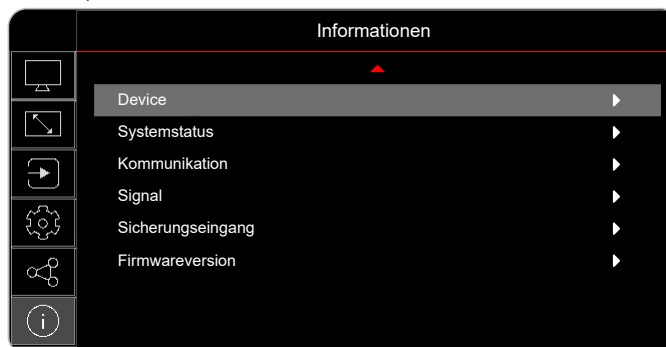 Informationen
Device
Systemstatus
Kommunikation
Signal
Sicherungseingang
Firmwareversion